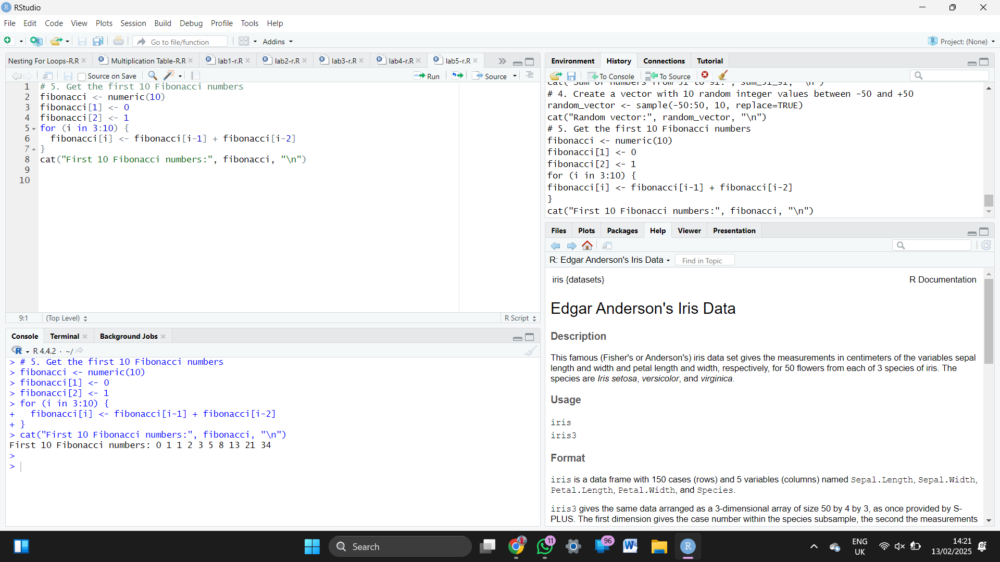 RStudio
File Edit Code View Plots Session Build Debug Profile Tools Help
Go to file/function Addins Project: (None)
Nesting For Loops-R.R Multiplication Table-R.R lab1-r.R lab2-r.R lab3-r.R lab4-r.R lab5-r.R
Source on Save Run Source
1 # 5. Get the first 10 Fibonacci numbers
2 fibonacci <- numeric(10)
3 fibonacci[1] <- 0
4 fibonacci[2] <- 1
5 for (i in 3:10) {
6 fibonacci[i] <- fibonacci[i-1] + fibonacci[i-2]
7 }
8 cat("First 10 Fibonacci numbers:", fibonacci, "\n")
9
10
9:1 (Top Level) R Script
Console Terminal Background Jobs
R 4.4.2 · ~/
> # 5. Get the first 10 Fibonacci numbers
> fibonacci <- numeric(10)
> fibonacci[1] <- 0
> fibonacci[2] <- 1
> for (i in 3:10) {
+ fibonacci[i] <- fibonacci[i-1] + fibonacci[i-2]
+ }
> cat("First 10 Fibonacci numbers:", fibonacci, "\n")
First 10 Fibonacci numbers: 0 1 1 2 3 5 8 13 21 34
>
>
Environment History Connections Tutorial
To Console To Source
# 4. Create a vector with 10 random integer values between -50 and +50
random_vector <- sample(-50:50, 10, replace=TRUE)
cat("Random vector:", random_vector, "\n")
# 5. Get the first 10 Fibonacci numbers
fibonacci <- numeric(10)
fibonacci[1] <- 0
fibonacci[2] <- 1
for (i in 3:10) {
fibonacci[i] <- fibonacci[i-1] + fibonacci[i-2]
}
cat("First 10 Fibonacci numbers:", fibonacci, "\n")
Files Plots Packages Help Viewer Presentation
R: Edgar Anderson's Iris Data Find in Topic
iris {datasets} R Documentation
Edgar Anderson's Iris Data
Description
This famous (Fisher's or Anderson's) iris data set gives the measurements in centimeters of the variables sepal
length and width and petal length and width, respectively, for 50 flowers from each of 3 species of iris. The
species are Iris setosa, versicolor, and virginica.
Usage
iris
iris3
Format
iris is a data frame with 150 cases (rows) and 5 variables (columns) named Sepal.Length, Sepal.Width,
Petal.Length, Petal.Width, and Species.
iris3 gives the same data arranged as a 3-dimensional array of size 50 by 4 by 3, as once provided by S-
PLUS. The first dimension gives the case number within the species subsample, the second the measurements
Search 11 96 ENG
UK
14:21
13/02/2025